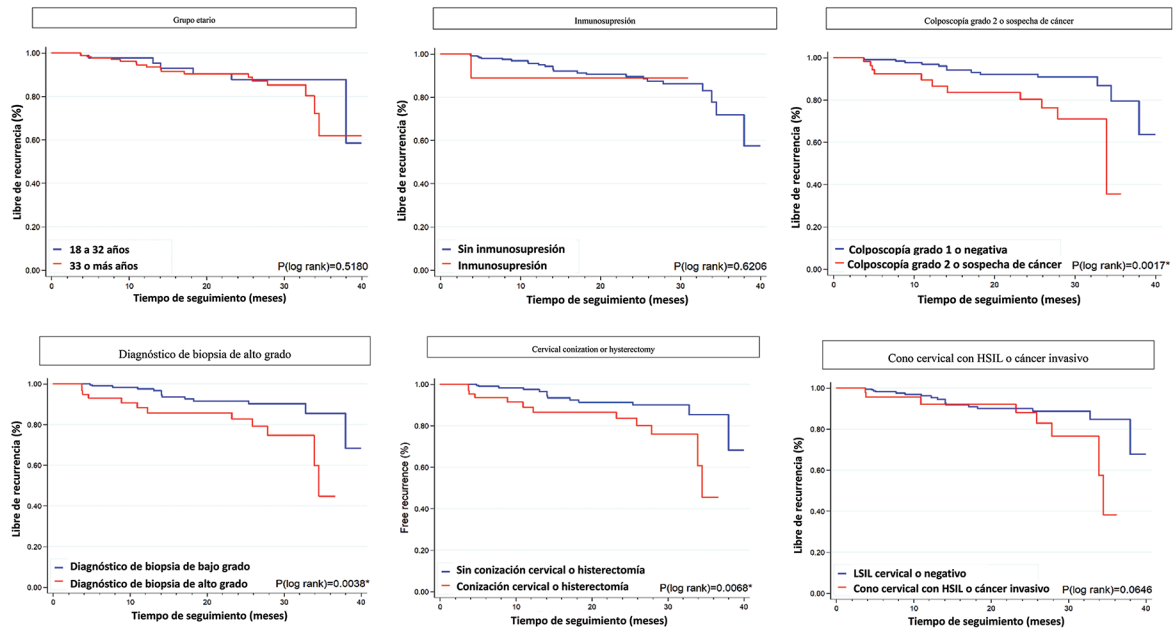 Grupo etario
Libre de recurrencia (%)
1.00
0.80
0.60
0.40
0.20
0.00
18 a 32 años
33 o más años
P(log rank)=0.5180
0 10 20 30 40
Tiempo de seguimiento (meses)
Inmunosupresión
Libre de recurrencia (%)
1.00
0.80
0.60
0.40
0.20
0.00
Sin inmunosupresión
Inmunosupresión
P(log rank)=0.6206
0 10 20 30 40
Tiempo de seguimiento (meses)
Colposcopía grado 2 o sospecha de cáncer
Libre de recurrencia (%)
1.00
0.80
0.60
0.40
0.20
0.00
Colposcopía grado 1 o negativa
Colposcopía grado 2 o sospecha de cáncer
P(log rank)=0.0017*
0 10 20 30 40
Tiempo de seguimiento (meses)
Diagnóstico de biopsia de alto grado
Libre de recurrencia (%)
1.00
0.80
0.60
0.40
0.20
0.00
Diagnóstico de biopsia de bajo grado
Diagnóstico de biopsia de alto grado
P(log rank)=0.0038*
0 10 20 30 40
Tiempo de seguimiento (meses)
Cervical conization or hysterectomy
Free recurrence (%)
1.00
0.80
0.60
0.40
0.20
0.00
Sin conización cervical o histerectomía
Conización cervical o histerectomía
P(log rank)=0.0068*
0 10 20 30 40
Tiempo de seguimiento (meses)
Cono cervical con HSIL o cáncer invasivo
Libre de recurrencia (%)
1.00
0.80
0.60
0.40
0.20
0.00
LSIL cervical o negativo
Cono cervical con HSIL o cáncer invasivo
P(log rank)=0.0646
0 10 20 30 40
Tiempo de seguimiento (meses)